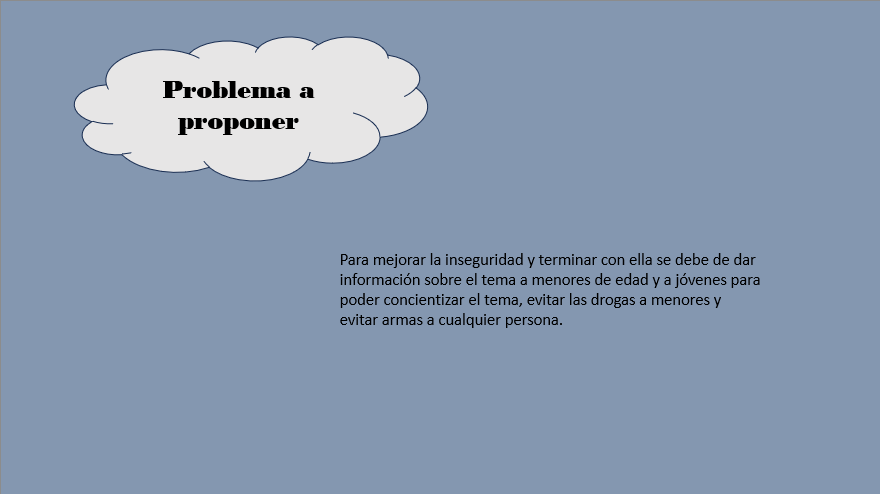 Problema a
proponer
Para mejorar la inseguridad y terminar con ella se debe de dar
información sobre el tema a menores de edad y a jóvenes para
poder concientizar el tema, evitar las drogas a menores y
evitar armas a cualquier persona.